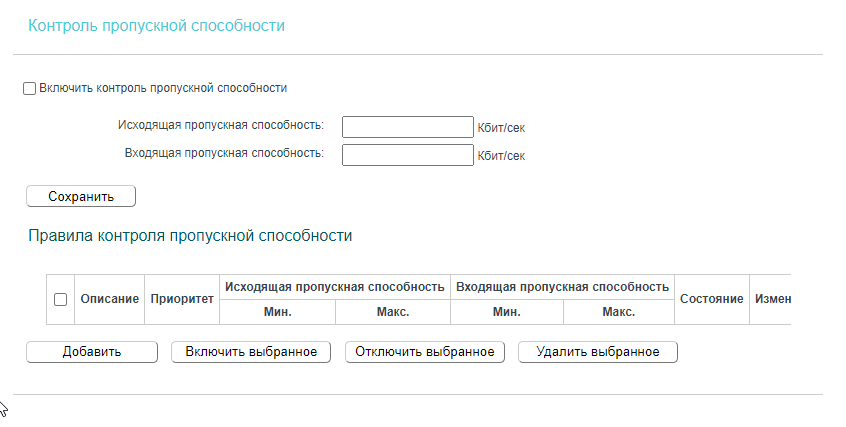 Контроль пропускной способности
Включить контроль пропускной способности
Исходящая пропускная способность: Кбит/сек
Входящая пропускная способность: Кбит/сек
Сохранить
Правила контроля пропускной способности
Описание Приоритет Исходящая пропускная способность Входящая пропускная способность Состояние Измен
Мин. Макс. Мин. Макс.
Добавить Включить выбранное Отключить выбранное Удалить выбранное